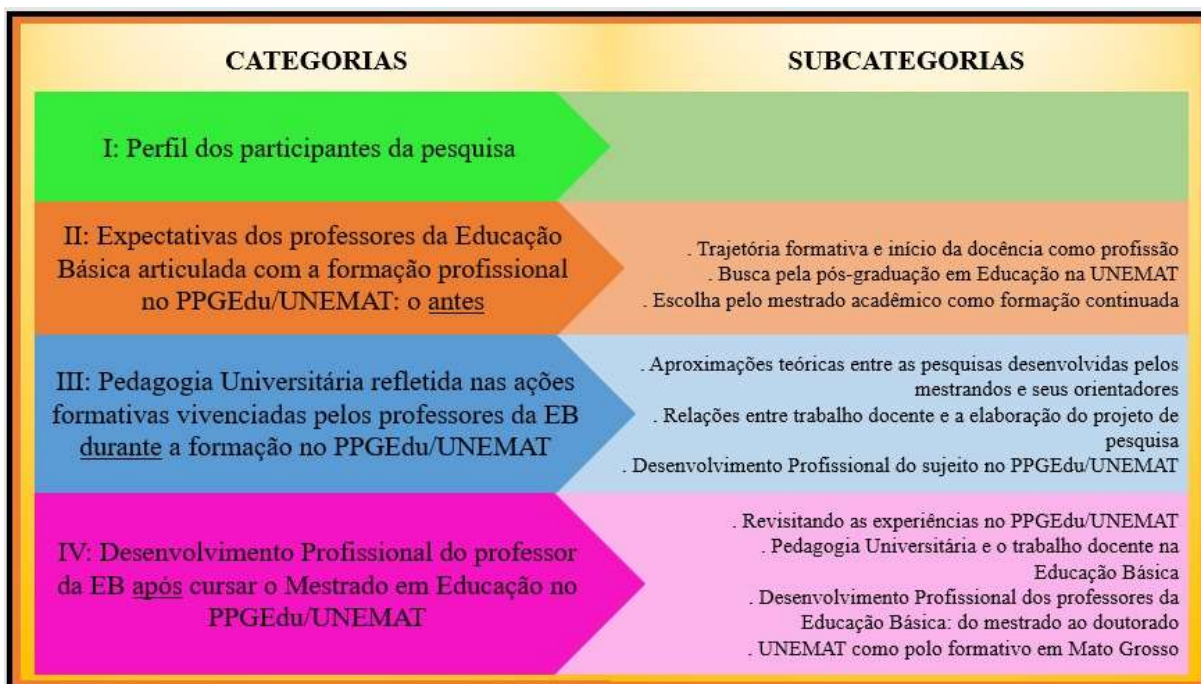 CATEGORIAS
SUBCATEGORIAS
I: Perfil dos participantes da pesquisa
II: Expectativas dos professores da Educação
Básica articulada com a formação profissional
no PPGEdu/UNEMAT: o antes
. Trajetória formativa e início da docência como profissão
. Busca pela pós-graduação em Educação na UNEMAT
. Escolha pelo mestrado acadêmico como formação continuada
III: Pedagogia Universitária refletida nas ações
formativas vivenciadas pelos professores da EB
durante a formação no PPGEdu/UNEMAT
. Aproximações teóricas entre as pesquisas desenvolvidas pelos
mestrandos e seus orientadores
. Relações entre trabalho docente e a elaboração do projeto de
pesquisa
. Desenvolvimento Profissional do sujeito no PPGEdu/UNEMAT
IV: Desenvolvimento Profissional do professor
da EB após cursar o Mestrado em Educação no
PPGEdu/UNEMAT
. Revisitando as experiências no PPGEdu/UNEMAT
. Pedagogia Universitária e o trabalho docente na
Educação Básica
. Desenvolvimento Profissional dos professores da
Educação Básica: do mestrado ao doutorado
. UNEMAT como polo formativo em Mato Grosso